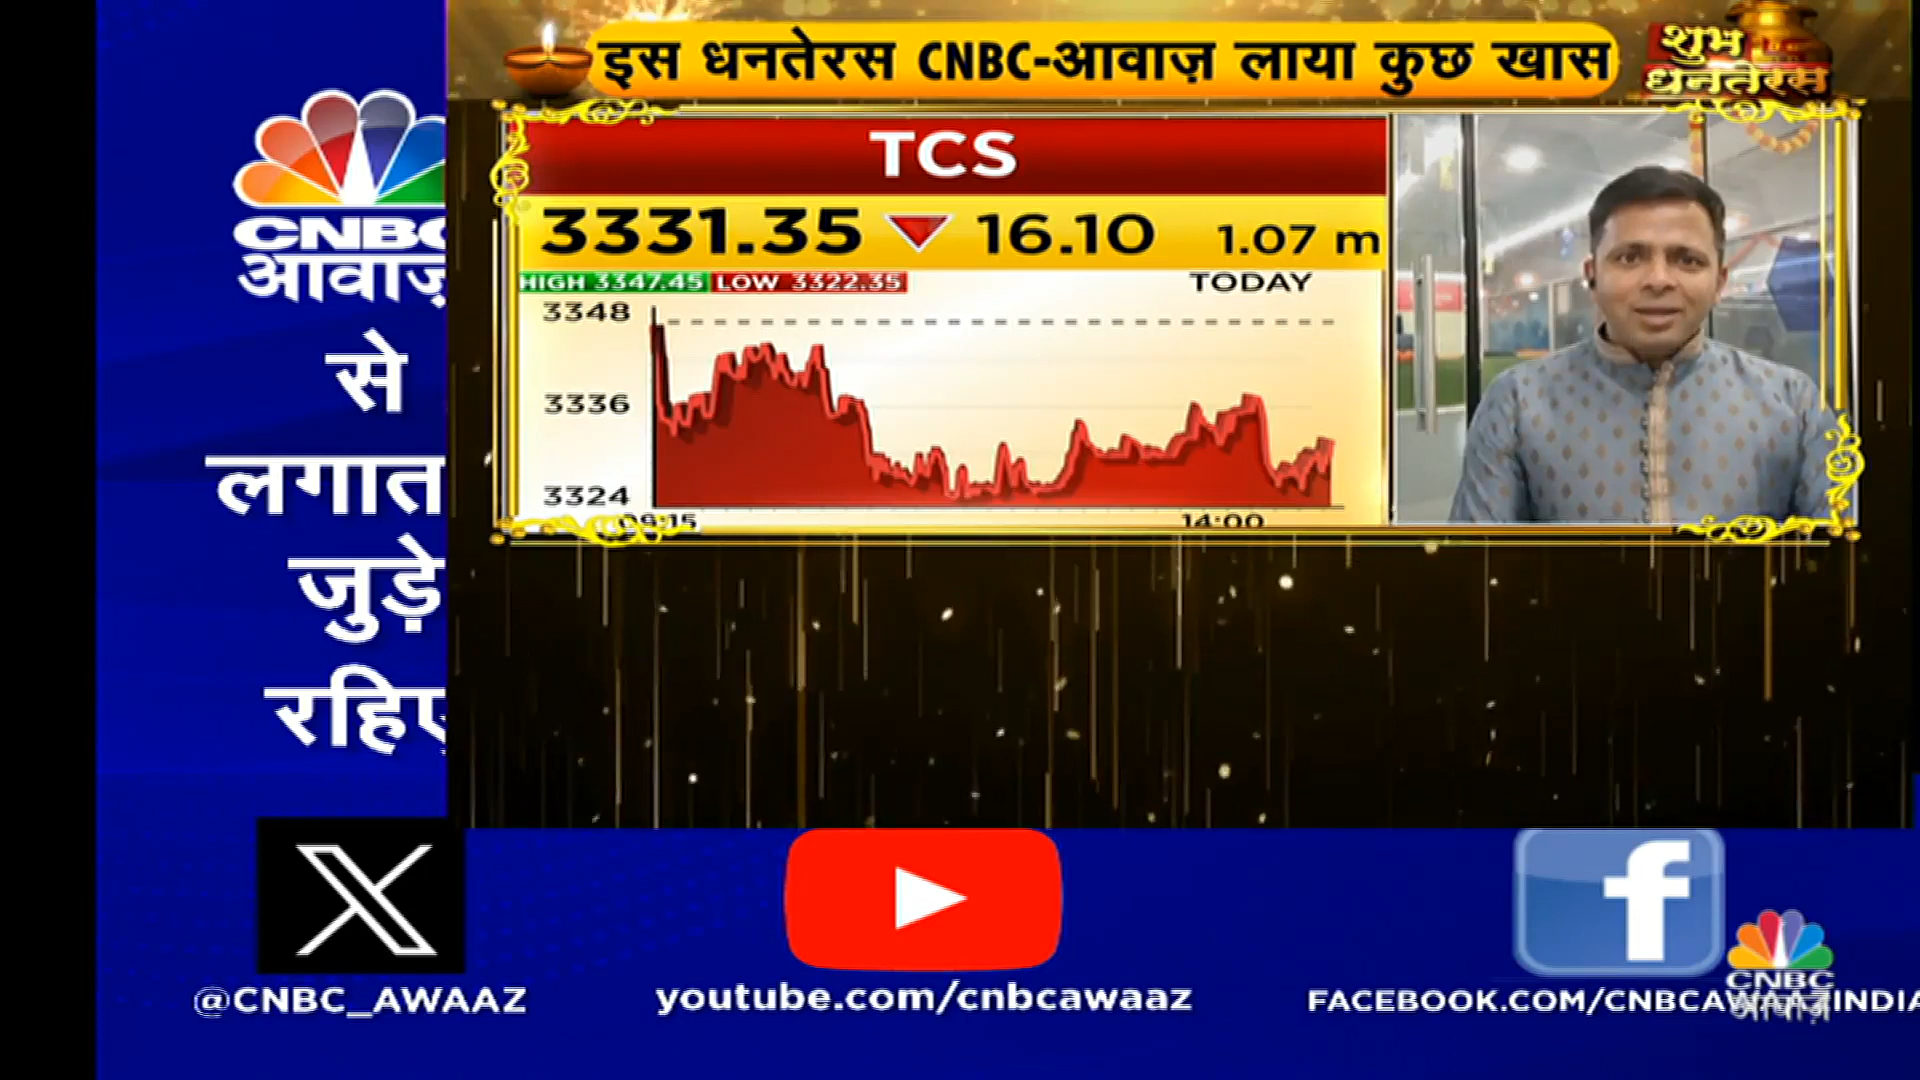 इस धनतेरस CNBC-आवाज़ लाया कुछ खास
शुभ
धनतेरस
TCS
3331.35 16.10 1.07 m
HIGH 3347.45 LOW 3322.35
TODAY
3348
3336
3324
09:15 14:00
CNBC
आवाज़
से
लगात
जुड़े
रहिए
@CNBC_AWAAZ
youtube.com/cnbcawaaz
FACEBOOK.COM/CNBCAWAAZINDIA
CNBC
आवाज़